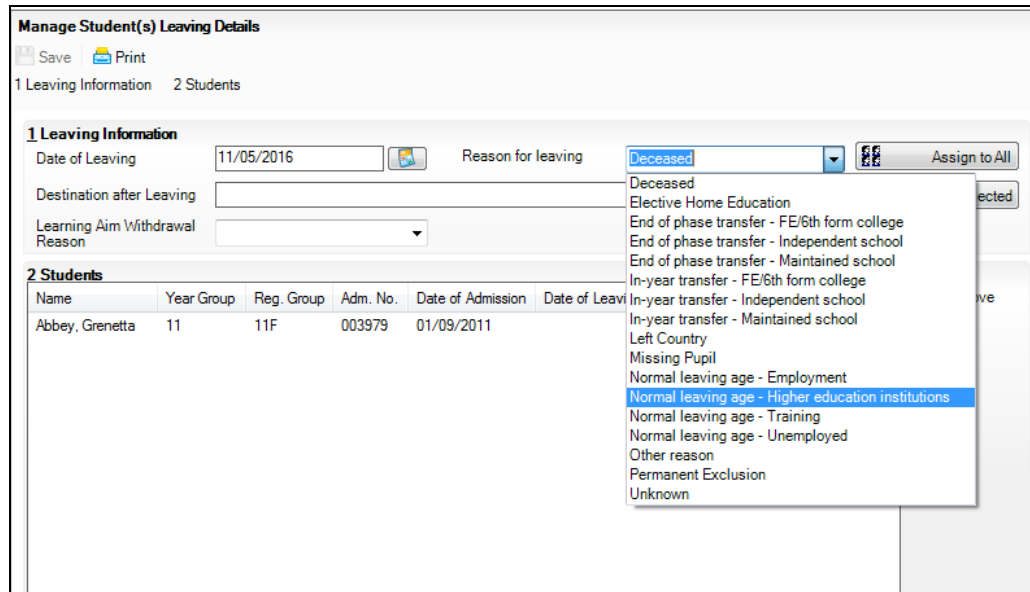 Manage Student(s) Leaving Details
Save Print
1 Leaving Information 2 Students
1 Leaving Information
Date of Leaving 11/05/2016 Reason for leaving Deceased Assign to All
Destination after Leaving
Learning Aim Withdrawal
Reason
Deceased
Elective Home Education
End of phase transfer - FE/6th form college
End of phase transfer - Independent school
End of phase transfer - Maintained school
In-year transfer - FE/6th form college
In-year transfer - Independent school
In-year transfer - Maintained school
Left Country
Missing Pupil
Normal leaving age - Employment
Normal leaving age - Higher education institutions
Normal leaving age - Training
Normal leaving age - Unemployed
Other reason
Permanent Exclusion
Unknown
2 Students
Name Year Group Reg. Group Adm. No. Date of Admission Date of Leavi
Abbey, Grenetta 11 11F 003979 01/09/2011